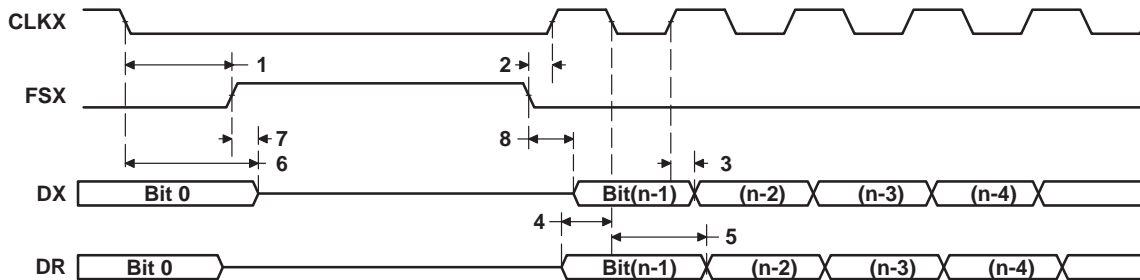 CLKX
1
2
FSX
7
8
6
3
DX
Bit 0
Bit(n-1)
(n-2)
(n-3)
(n-4)
4
5
DR
Bit 0
Bit(n-1)
(n-2)
(n-3)
(n-4)